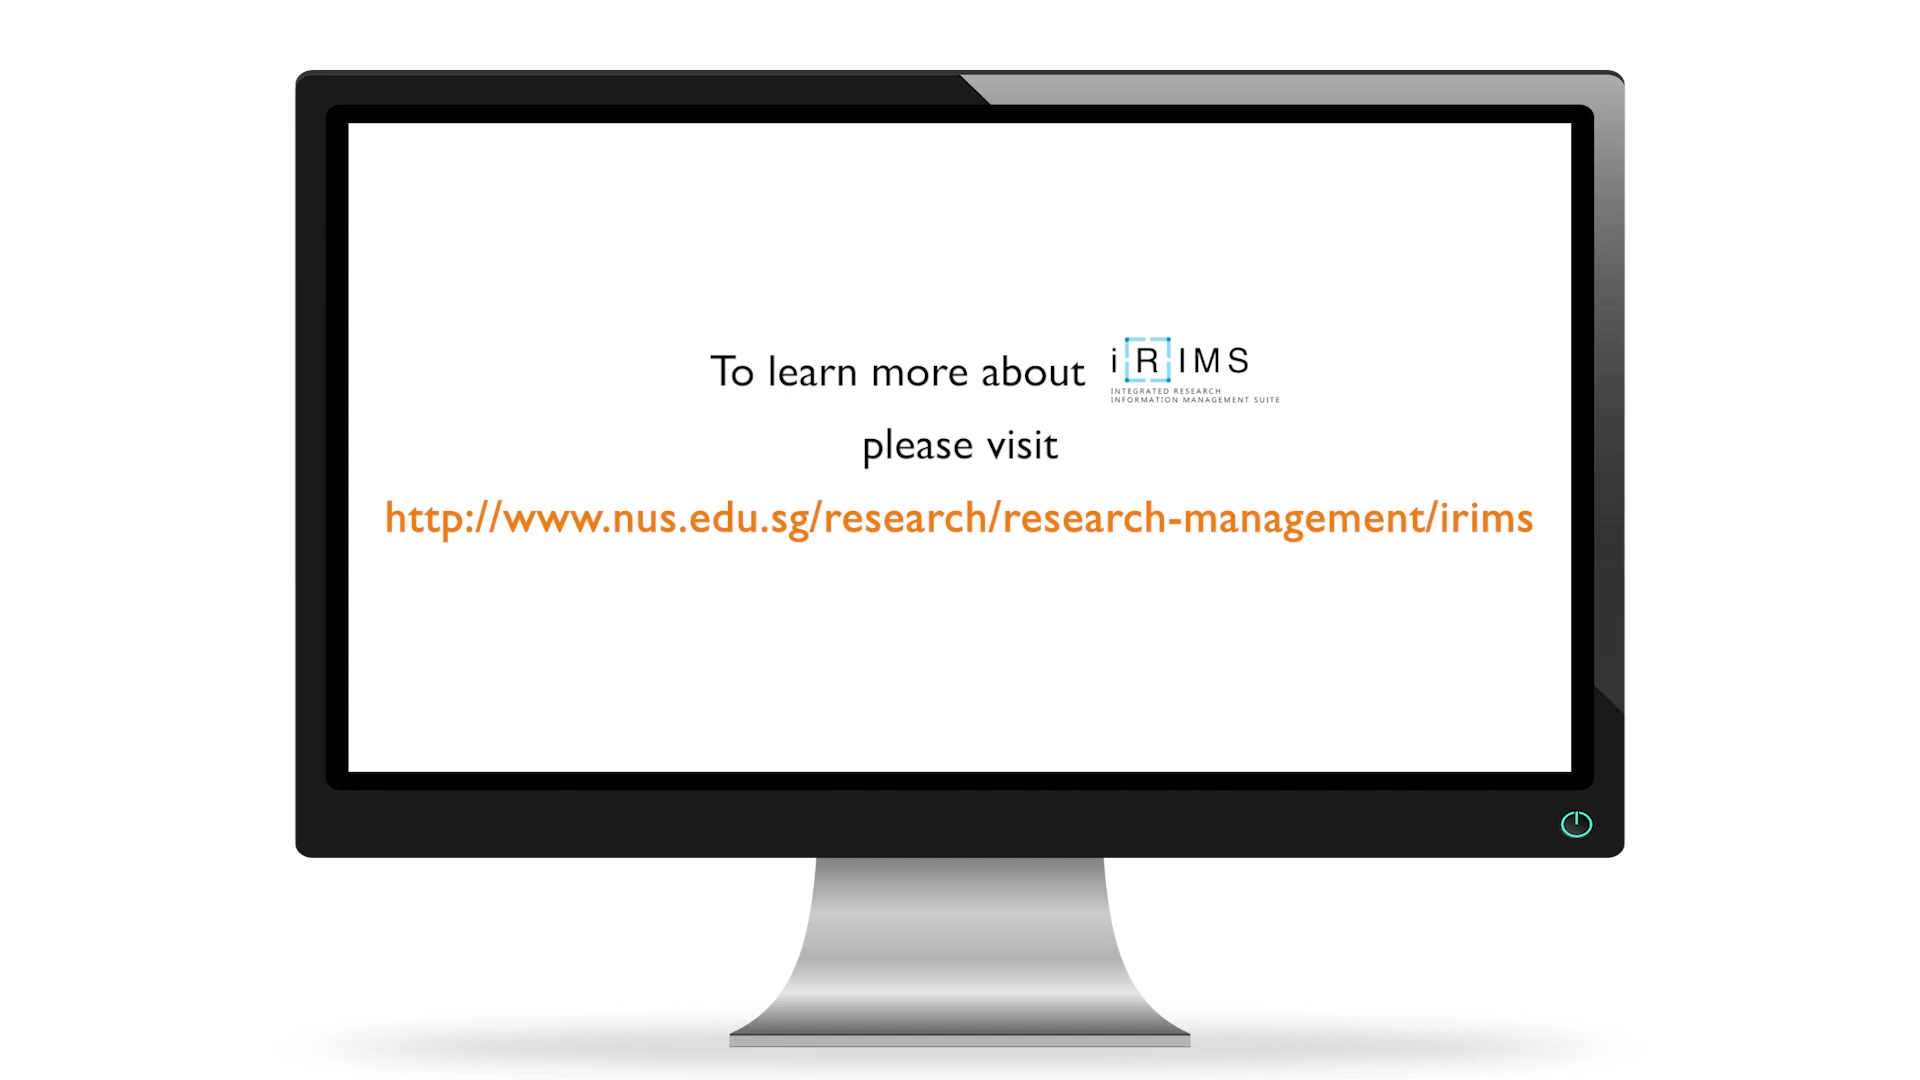 To learn more about iRIMS
INTEGRATED RESEARCH
INFORMATION MANAGEMENT SUITE
please visit
http://www.nus.edu.sg/research/research-management/irims